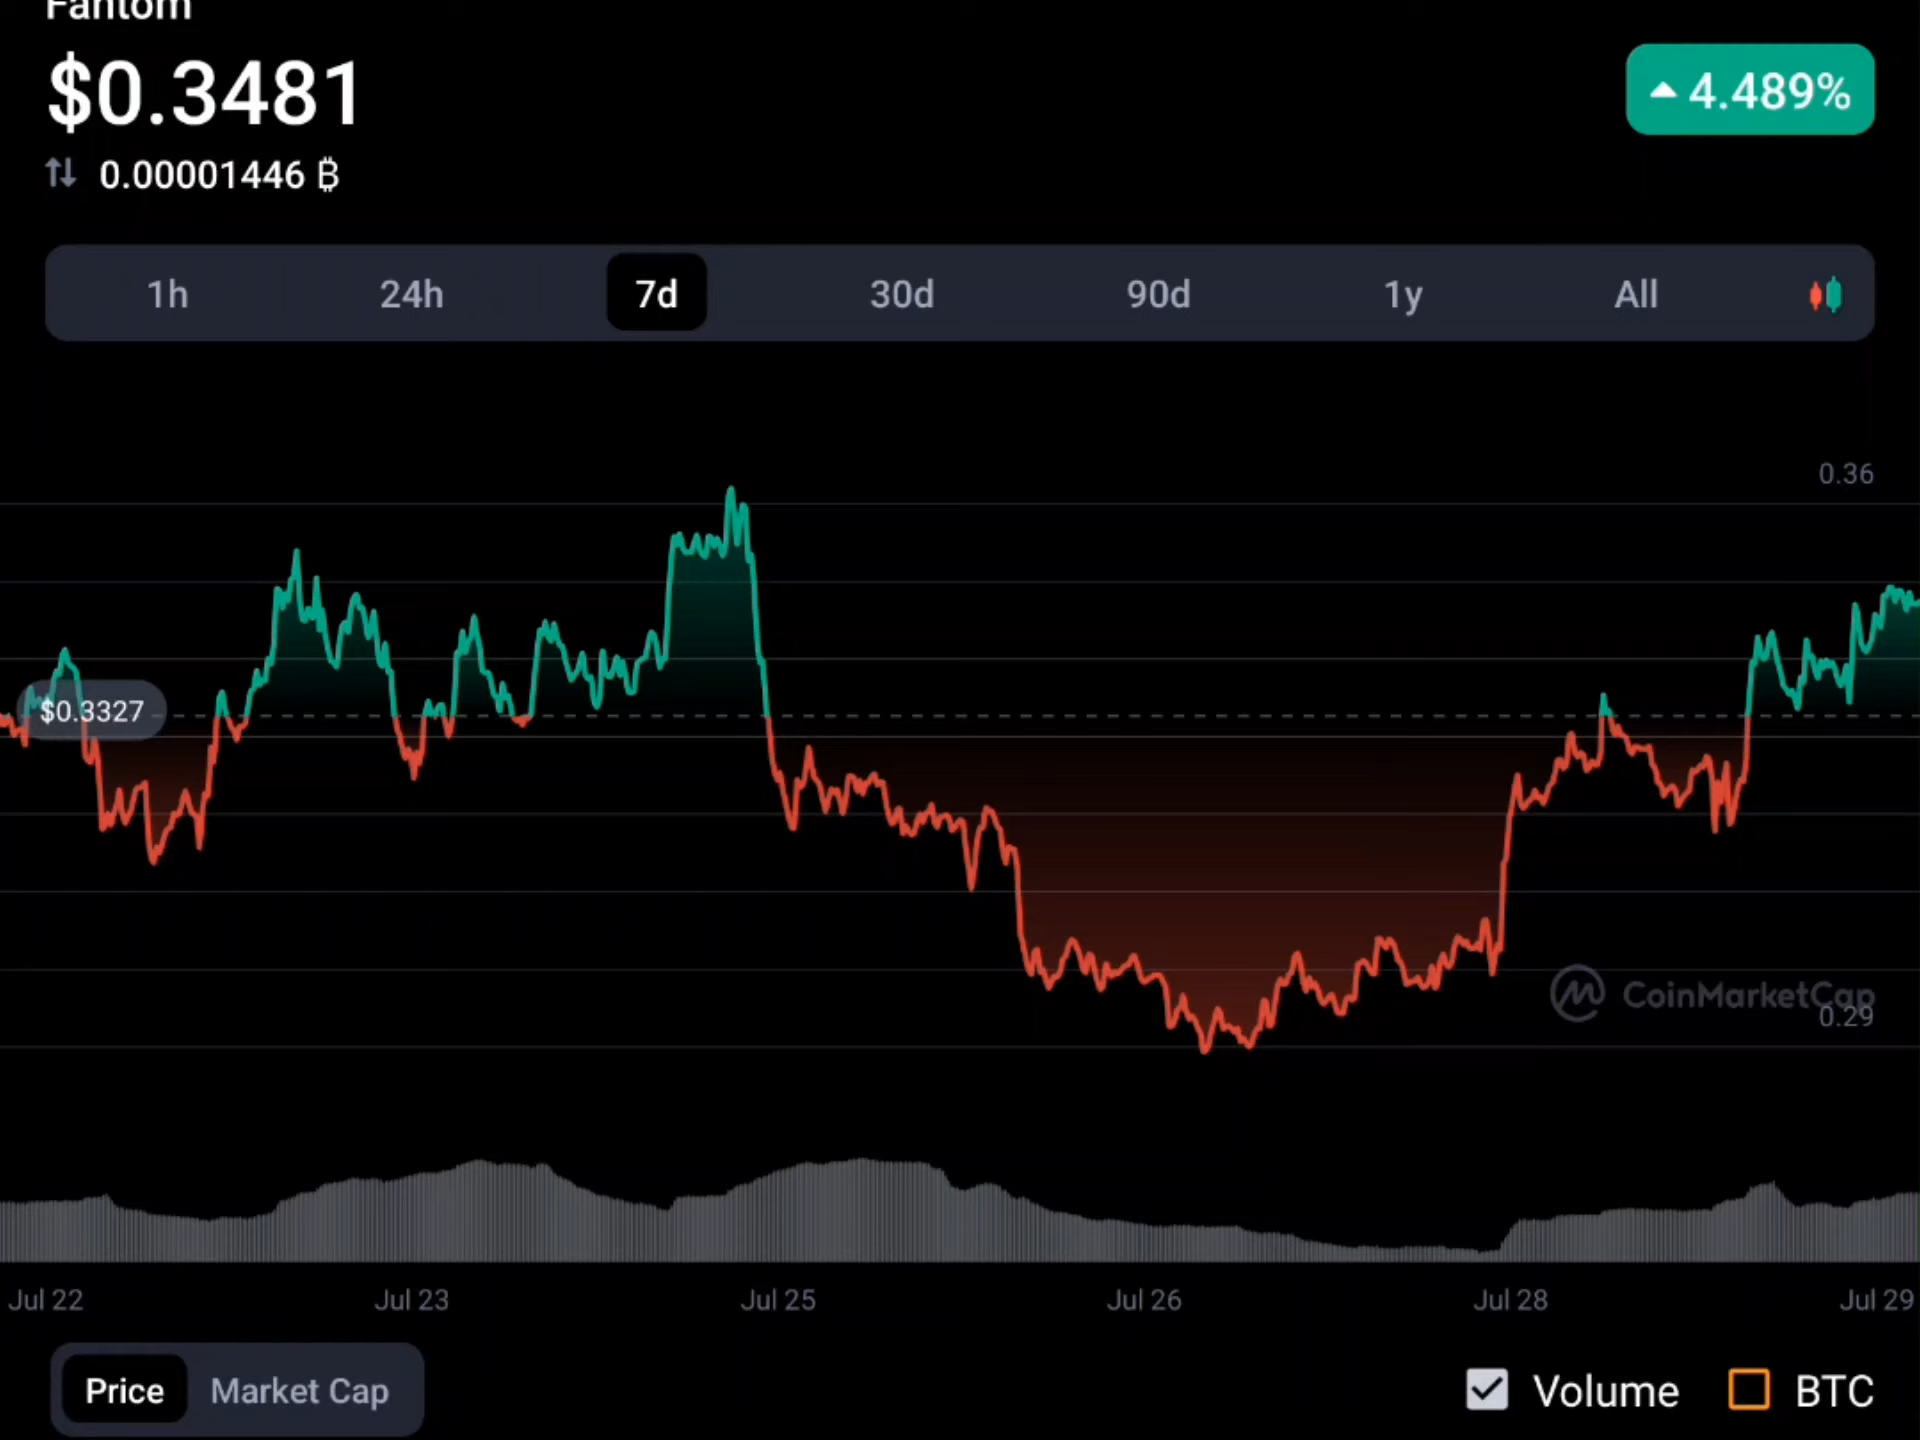 Fantom
$0.3481
4.489%
0.00001446 ₿
1h 24h 7d 30d 90d 1y All
0.36
$0.3327
CoinMarketCap
0.29
Jul 22 Jul 23 Jul 25 Jul 26 Jul 28 Jul 29
Price Market Cap Volume BTC